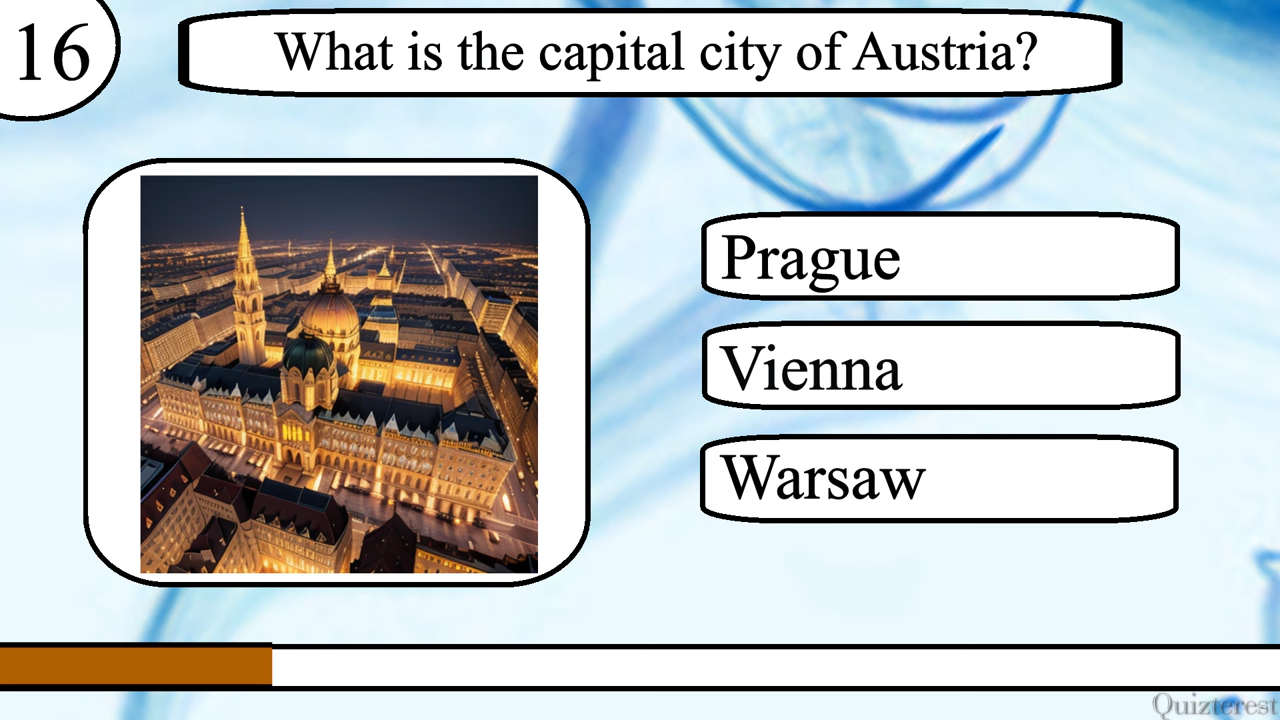 16
What is the capital city of Austria?
Prague
Vienna
Warsaw
Quizterest